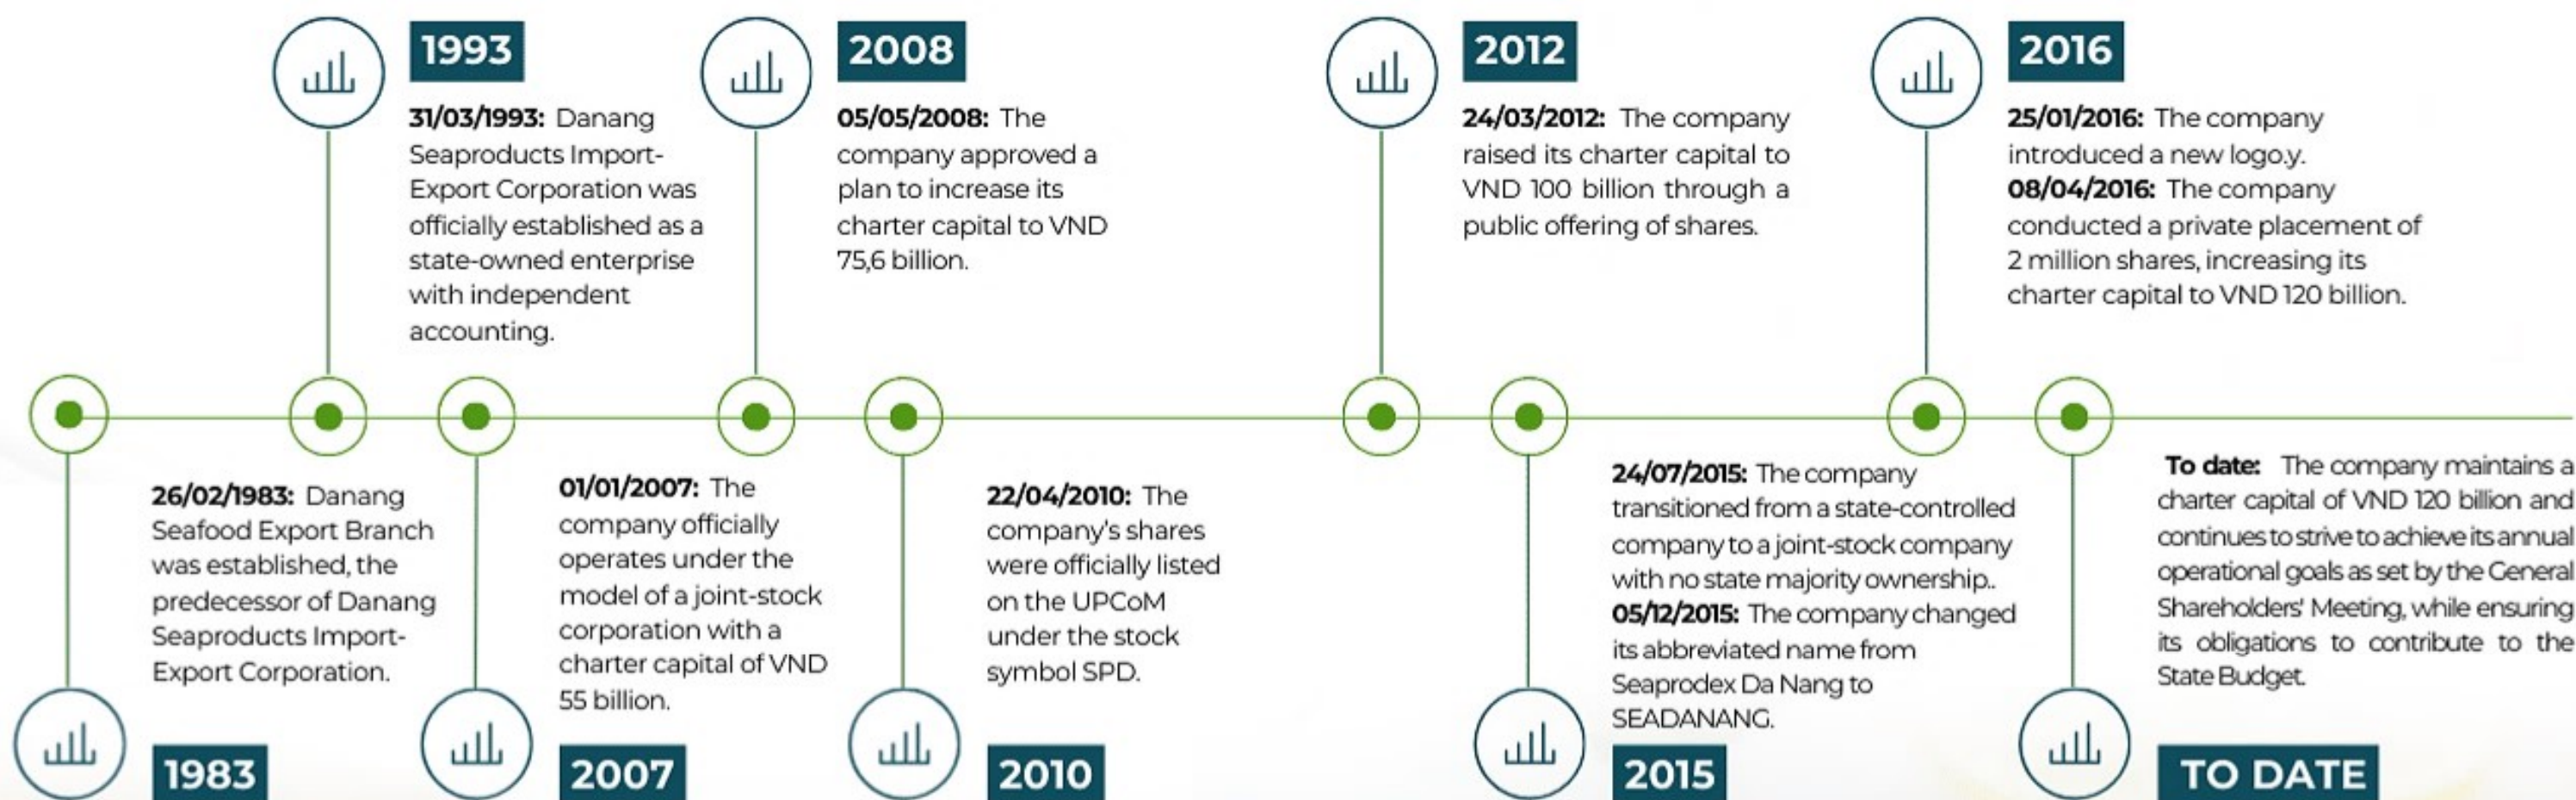 1993
31/03/1993: Danang
Seaproducts Import-
Export Corporation was
officially established as a
state-owned enterprise
with independent
accounting.
2008
05/05/2008: The
company approved a
plan to increase its
charter capital to VND
75,6 billion.
2012
24/03/2012: The company
raised its charter capital to
VND 100 billion through a
public offering of shares.
2016
25/01/2016: The company
introduced a new logo.y.
08/04/2016: The company
conducted a private placement of
2 million shares, increasing its
charter capital to VND 120 billion.
26/02/1983: Danang
Seafood Export Branch
was established, the
predecessor of Danang
Seaproducts Import-
Export Corporation.
1983
01/01/2007: The
company officially
operates under the
model of a joint-stock
corporation with a
charter capital of VND
55 billion.
2007
22/04/2010: The
company's shares
were officially listed
on the UPCoM
under the stock
symbol SPD.
2010
24/07/2015: The company
transitioned from a state-controlled
company to a joint-stock company
with no state majority ownership..
05/12/2015: The company changed
its abbreviated name from
Seaprodex Da Nang to
SEADANANG.
2015
To date: The company maintains a
charter capital of VND 120 billion and
continues to strive to achieve its annual
operational goals as set by the General
Shareholders' Meeting, while ensuring
its obligations to contribute to the
State Budget.
TO DATE